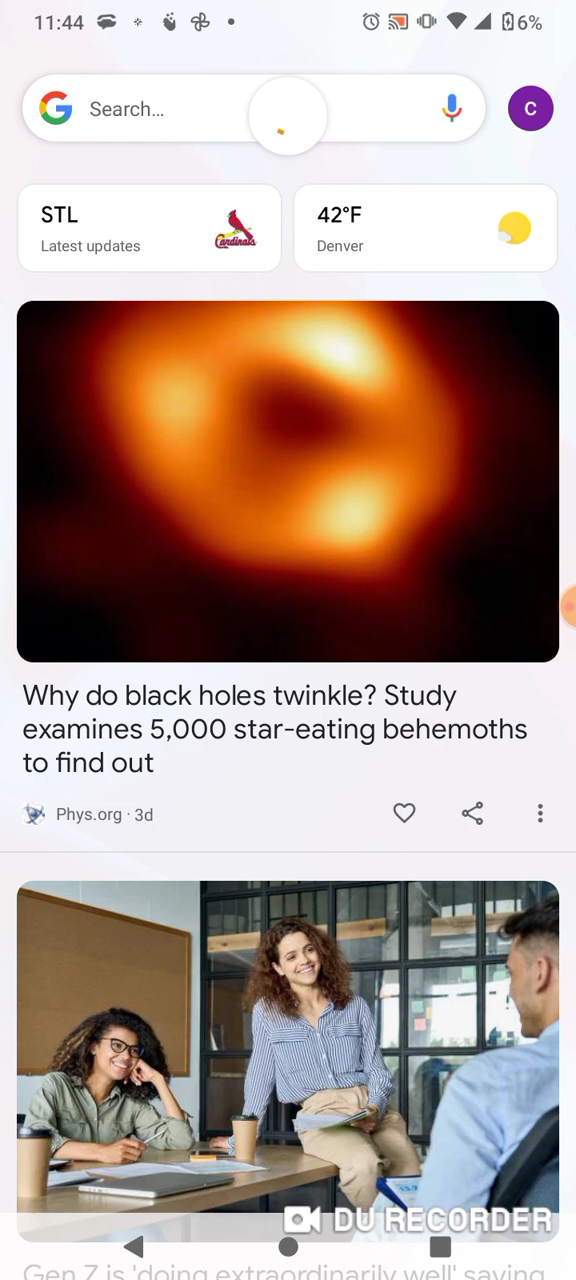 11:44
6%
Search…
C
STL
Latest updates
Cardinals
42°F
Denver
Why do black holes twinkle? Study
examines 5,000 star-eating behemoths
to find out
Phys.org · 3d
DU RECORDER
Gen Z is 'doing extraordinarily well' saving